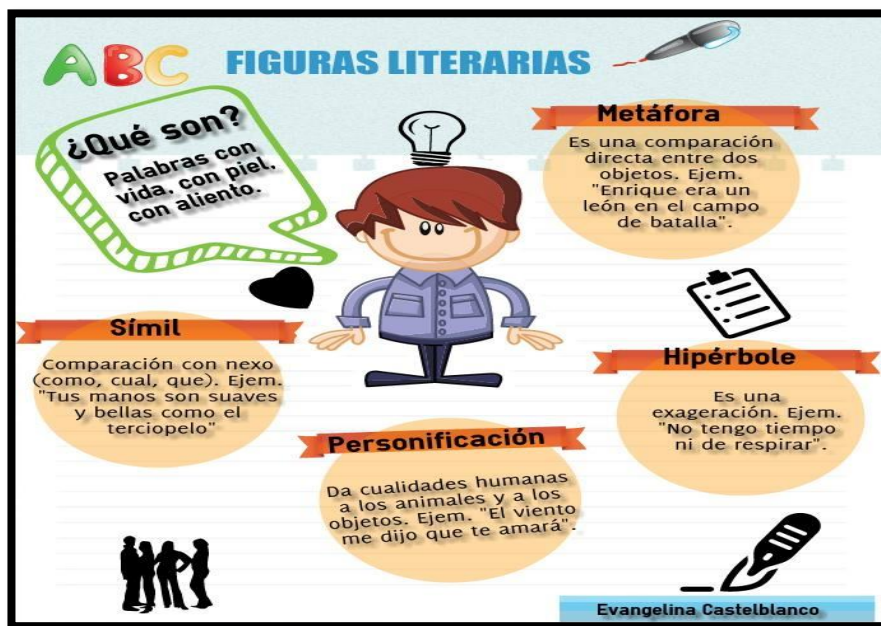 ABC FIGURAS LITERARIAS
¿Qué son?
Palabras con
vida, con piel,
con aliento.
Metáfora
Es una comparación
directa entre dos
objetos. Ejem.
"Enrique era un
león en el campo
de batalla".
Símil
Comparación con nexo
(como, cual, que). Ejem.
"Tus manos son suaves
y bellas como el
terciopelo"
Hipérbole
Es una
exageración. Ejem.
"No tengo tiempo
ni de respirar".
Personificación
Da cualidades humanas
a los animales y a los
objetos. Ejem. "El viento
me dijo que te amará".
Evangelina Castelblanco